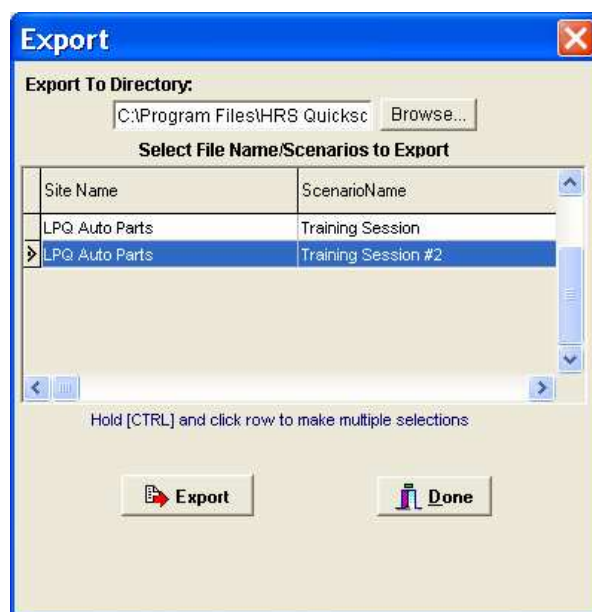 Export
Export To Directory:
C:\Program Files\HRS Quicksc Browse...
Select File Name/Scenarios to Export
Site Name ScenarioName
LPQ Auto Parts Training Session
LPQ Auto Parts Training Session #2
Hold [CTRL] and click row to make multiple selections
Export Done